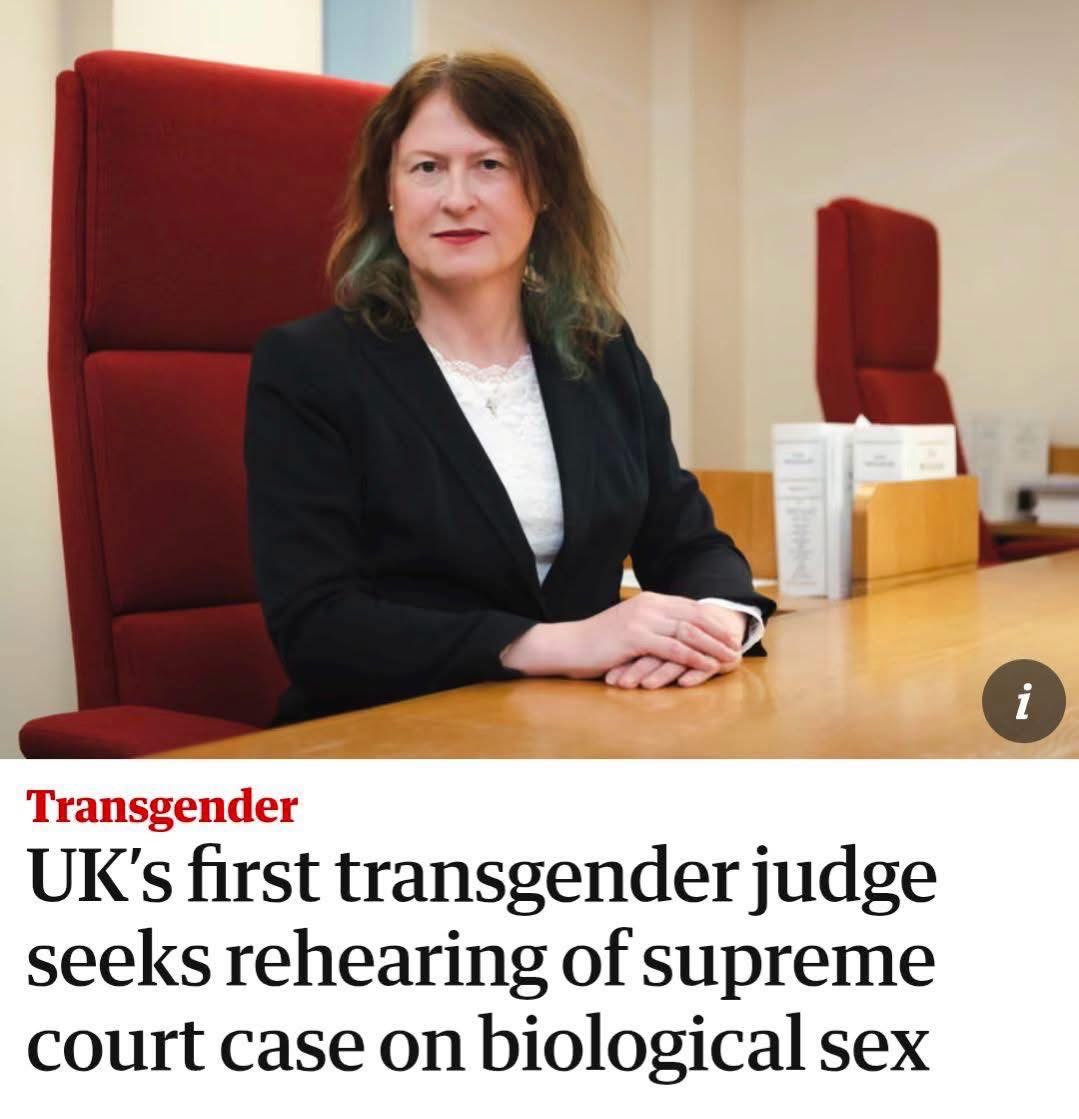 Transgender
UK’s first transgender judge
seeks rehearing of supreme
court case on biological sex
i